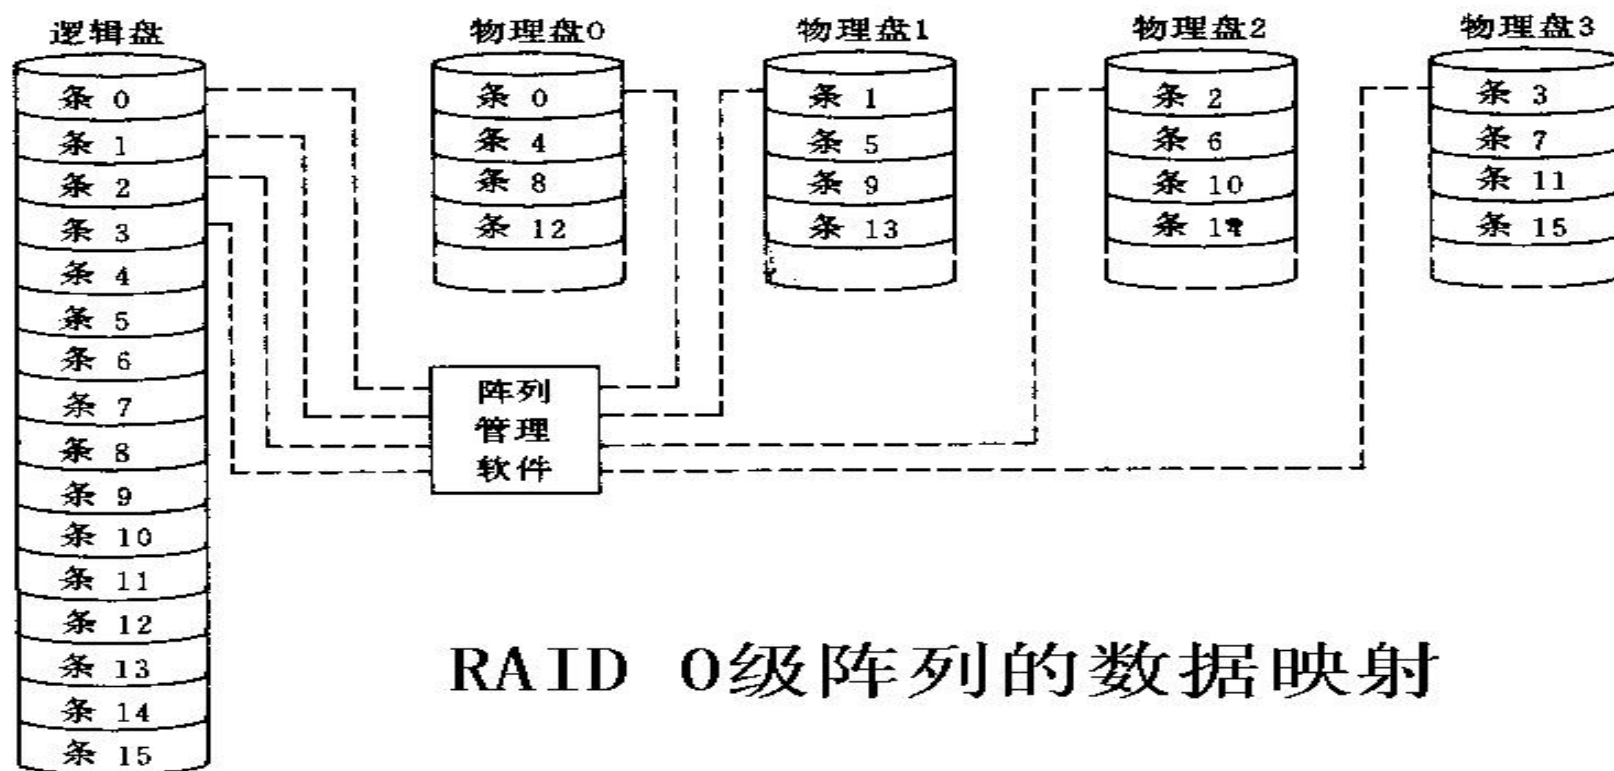 逻辑盘
条 0
条 1
条 2
条 3
条 4
条 5
条 6
条 7
条 8
条 9
条 10
条 11
条 12
条 13
条 14
条 15
物理盘0
条 0
条 4
条 8
条 12
物理盘1
条 1
条 5
条 9
条 13
物理盘2
条 2
条 6
条 10
条 14
物理盘3
条 3
条 7
条 11
条 15
阵列
管理
软件
RAID 0级阵列的数据映射